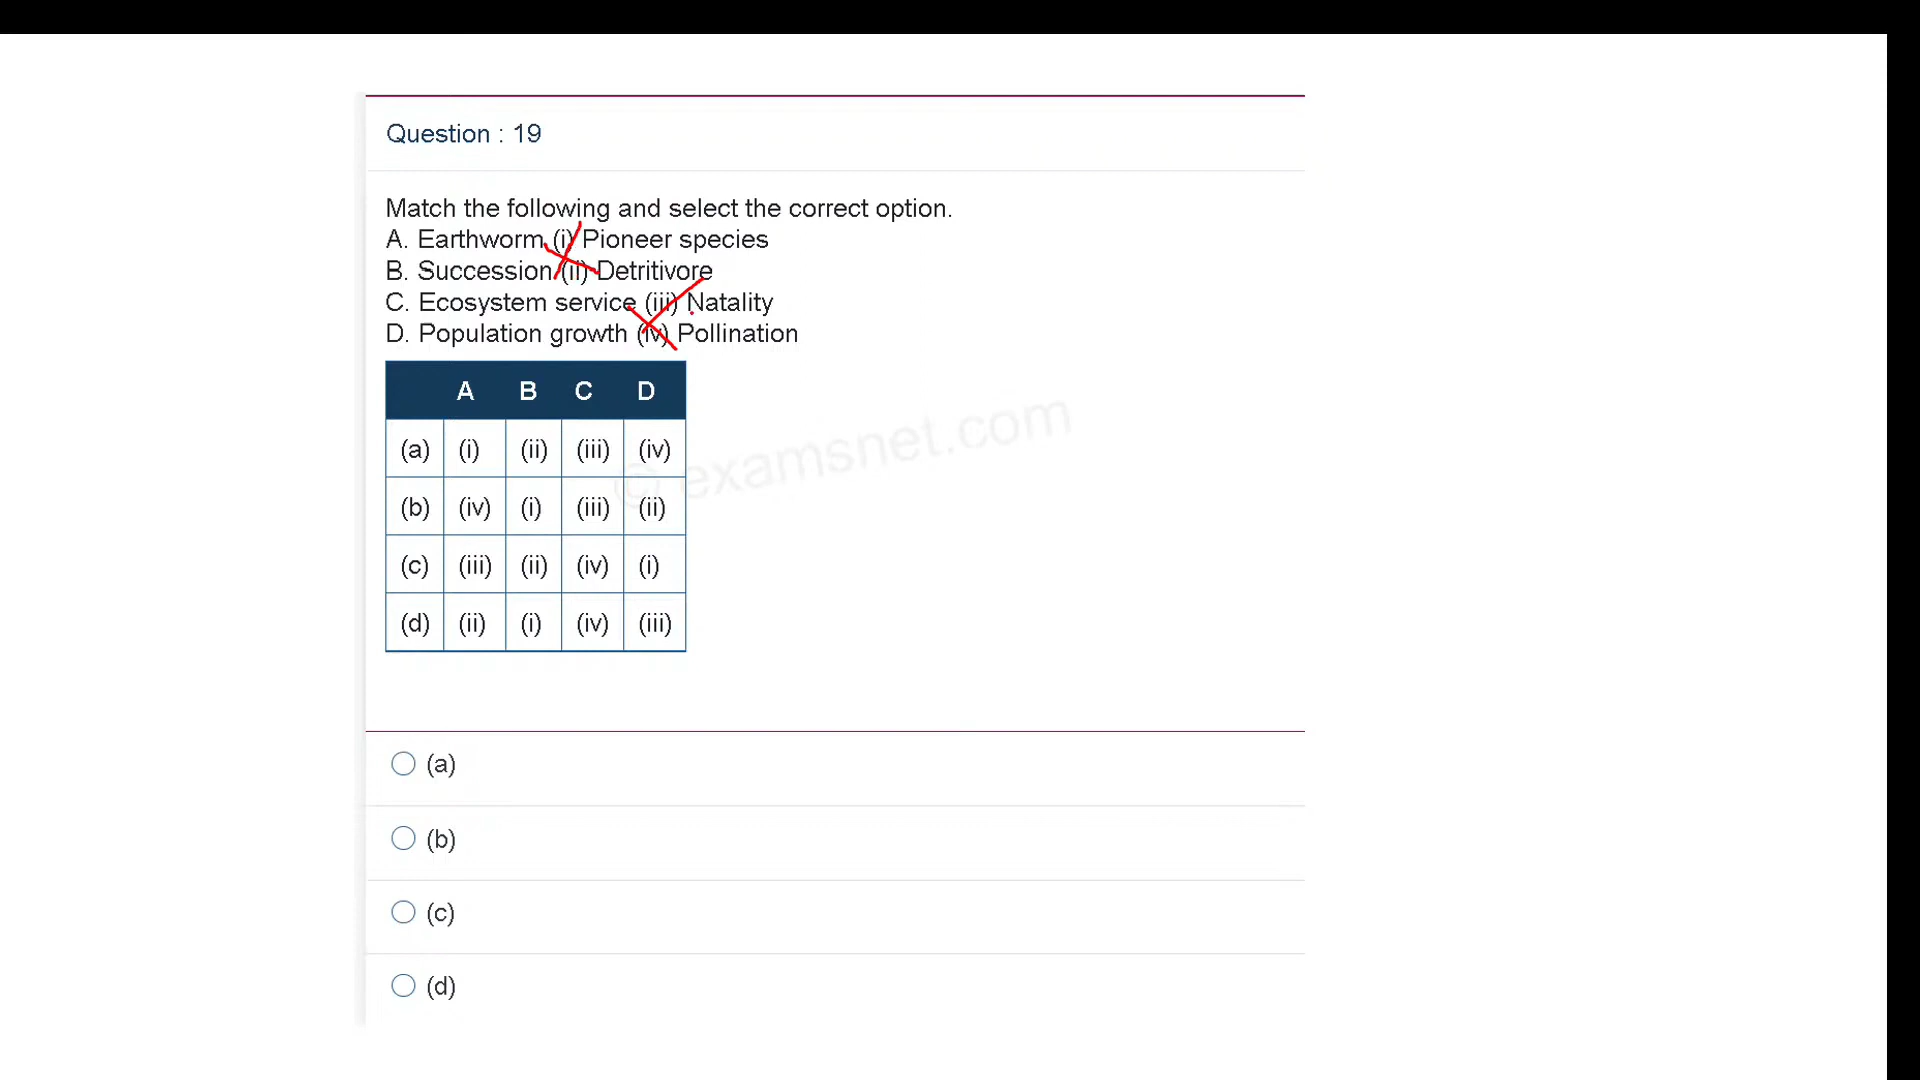 Question : 19
Match the following and select the correct option.
A. Earthworm (i) Pioneer species
B. Succession (ii) Detritivore
C. Ecosystem service (iii) Natality
D. Population growth (iv) Pollination
A B C D
(a) (i) (ii) (iii) (iv)
(b) (iv) (i) (iii) (ii)
(c) (iii) (ii) (iv) (i)
(d) (ii) (i) (iv) (iii)
© examsnet.com
(a)
(b)
(c)
(d)